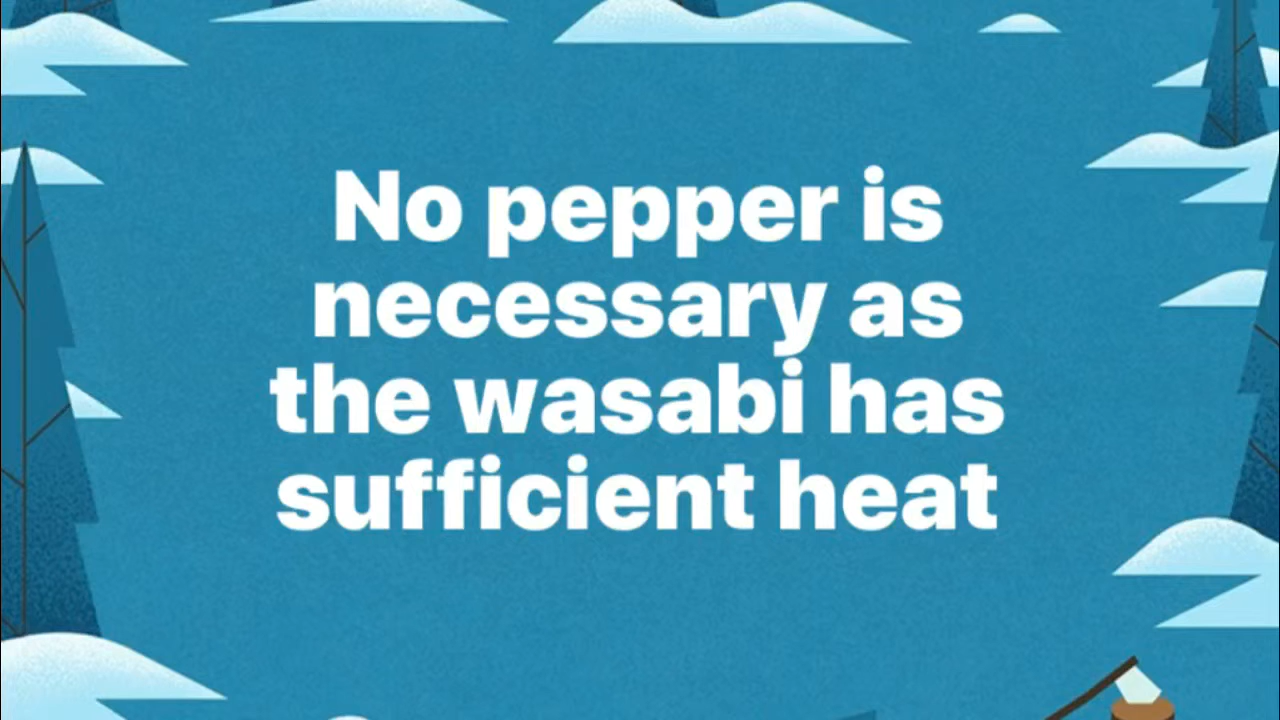 No pepper is
necessary as
the wasabi has
sufficient heat